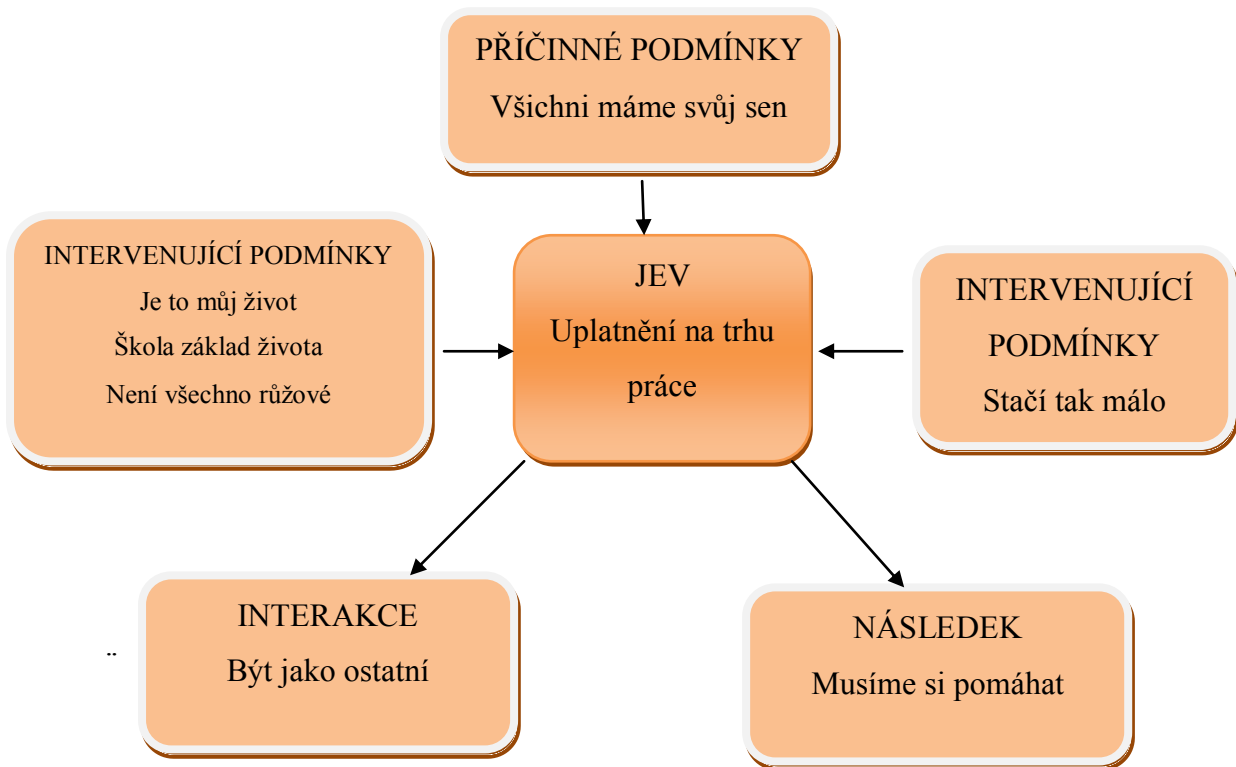 PŘÍČINNÉ PODMÍNKY
Všichni máme svůj sen
INTERVENUJÍCÍ PODMÍNKY
Je to můj život
Škola základ života
Není všechno růžové
JEV
Uplatnění na trhu
práce
INTERVENUJÍCÍ
PODMÍNKY
Stačí tak málo
INTERAKCE
Být jako ostatní
..
NÁSLEDEK
Musíme si pomáhat